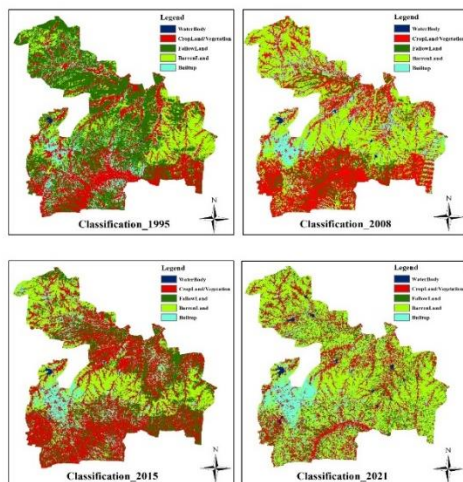 Legend
WaterBody
CropLand/Vegetation
FallowLand
BarrenLand
Builtup
N
Classification_1995
Legend
WaterBody
CropLand/Vegetation
FallowLand
BarrenLand
Builtup
N
Classification_2008
Legend
WaterBody
CropLand/Vegetation
FallowLand
BarrenLand
Builtup
N
Classification_2015
Legend
WaterBody
CropLand/Vegetation
FallowLand
BarrenLand
Builtup
N
Classification_2021